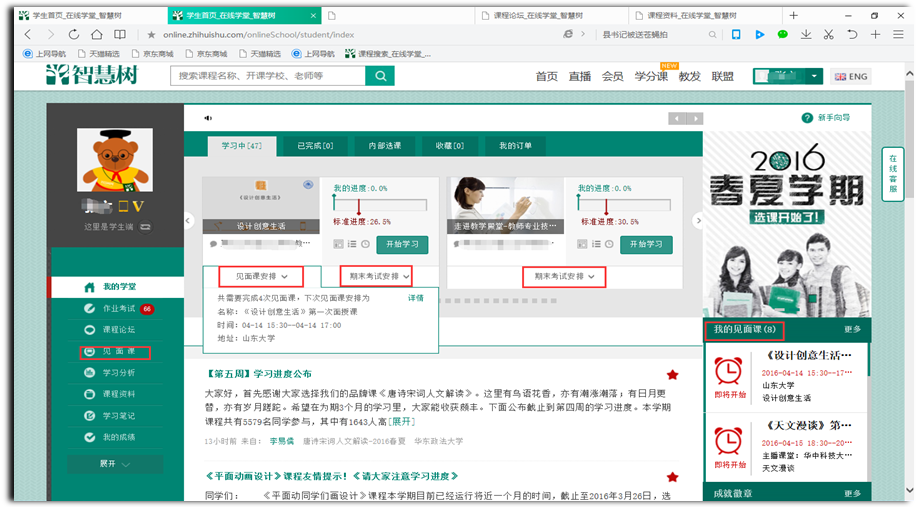 学生首页_在线学堂_智慧树
学生首页_在线学堂_智慧树
课程论坛_在线学堂_智慧树
课程资料_在线学堂_智慧树
online.zhihuishu.com/onlineSchool/student/index
县书记被送苍蝇拍
上网导航
天猫精选
京东商城
京东商城
天猫精选
上网导航
课程搜索_在线学堂_...
智慧树
搜索课程名称、开课学校、老师等
首页
直播
会员
学分课
NEW
教发
联盟
ENG
新手向导
V
这里是学生端
我的学堂
作业考试
66
课程论坛
见面课
学习分析
课程资料
学习笔记
我的成绩
展开
学习中[47]
已完成[0]
内部选课
收藏[0]
我的订单
《设计创意生活》
设计创意生活
我的进度:0.0%
标准进度:26.5%
开始学习
见面课安排
期末考试安排
共需要完成4次见面课，下次见面课安排为
详情
名称：《设计创意生活》第一次面授课
时间：04-14 15:30--04-14 17:00
地址：山东大学
走进教学殿堂-教师专业技···
我的进度:0.0%
标准进度:30.5%
开始学习
期末考试安排
【第五周】学习进度公布
大家好，首先感谢大家选择我们的品牌课《唐诗宋词人文解读》。这里有鸟语花香，亦有潮涨潮落；有日月更
替，亦有岁月蹉跎。希望在为期3个月的学习里，大家能收获颇丰。下面公布截止到第四周的学习进度。本学期
课程共有5579名同学参与，其中有1643人高[展开]
13小时前 来自： 李易儒 唐诗宋词人文解读-2016春夏 华东政法大学
《平面动画设计》课程友情提示！《请大家注意学习进度》
同学们： 《平面动同学们画设计》课程本学期目前已经运行将近一个月的时间，截止至2016年3月26日，选
2016
春夏学期
选课开始了!
在线客服
我的见面课(8)
更多
《设计创意生活···
2016-04-14 15:30--17···
山东大学
设计创意生活
即将开始
《天文漫谈》第···
2016-04-15 18:30--20···
主播课堂：华中科技大···
天文漫谈
即将开始
成就徽章
更多